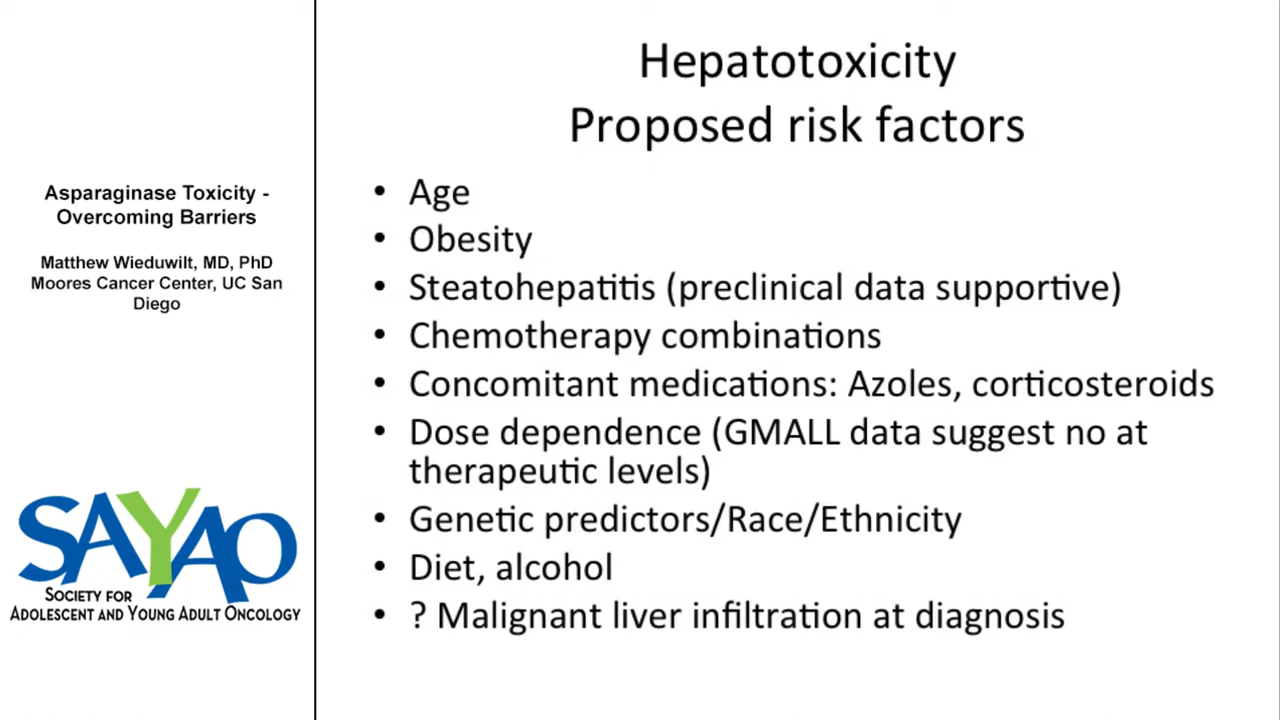 Asparaginase Toxicity -
Overcoming Barriers
Matthew Wieduwilt, MD, PhD
Moores Cancer Center, UC San
Diego
SAYAO
SOCIETY FOR
ADOLESCENT AND YOUNG ADULT ONCOLOGY
Hepatotoxicity
Proposed risk factors
• Age
• Obesity
• Steatohepatitis (preclinical data supportive)
• Chemotherapy combinations
• Concomitant medications: Azoles, corticosteroids
• Dose dependence (GMALL data suggest no at
therapeutic levels)
• Genetic predictors/Race/Ethnicity
• Diet, alcohol
• ? Malignant liver infiltration at diagnosis